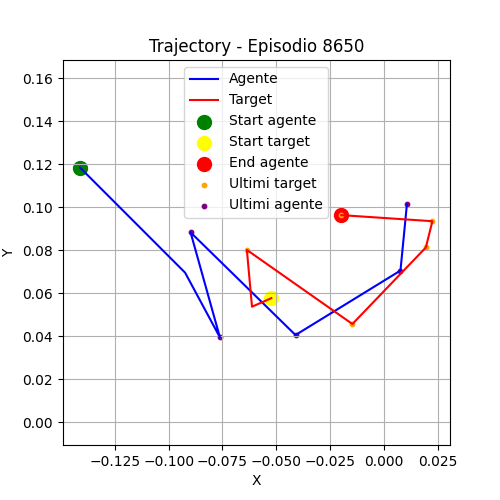 Trajectory - Episodio 8650
Agente
Target
Start agente
Start target
End agente
Ultimi target
Ultimi agente
Y
0.16
0.14
0.12
0.10
0.08
0.06
0.04
0.02
0.00
−0.125 −0.100 −0.075 −0.050 −0.025 0.000 0.025
X